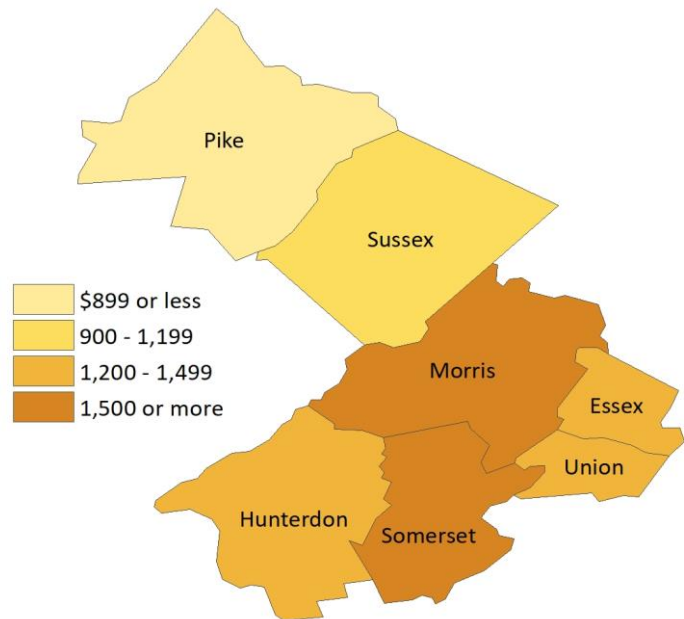 Pike
Sussex
$899 or less
900 - 1,199
1,200 - 1,499
1,500 or more
Morris
Essex
Union
Hunterdon
Somerset